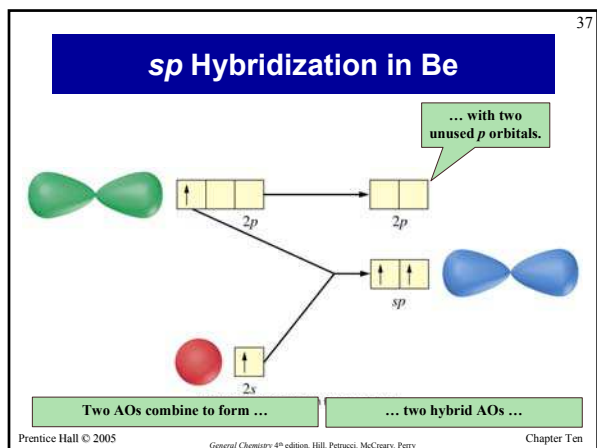 37
sp Hybridization in Be
… with two
unused p orbitals.
2p
2p
sp
2s
Two AOs combine to form …
… two hybrid AOs …
Prentice Hall © 2005
General Chemistry 4th edition, Hill, Petrucci, McCreary, Perry
Chapter Ten